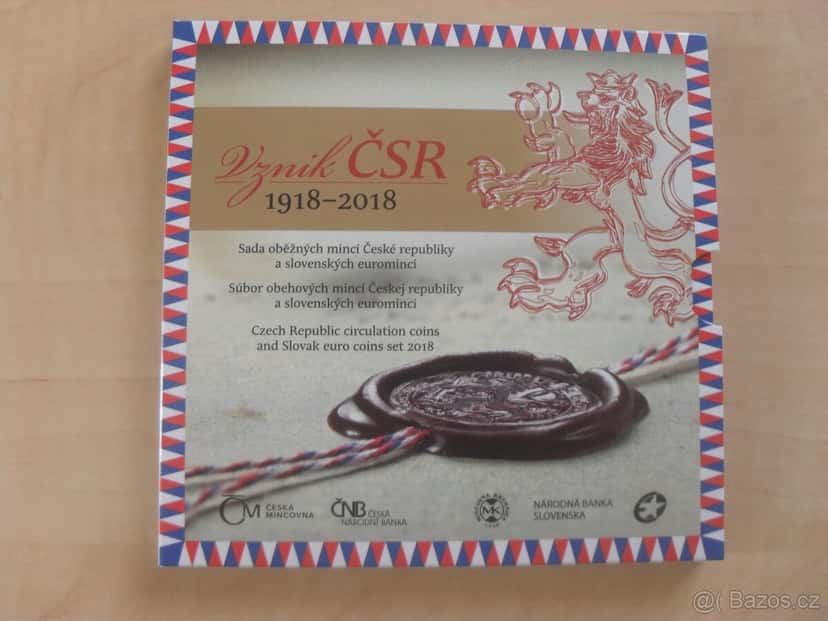 Vznik ČSR
1918–2018
Sada oběžných mincí České republiky
a slovenských euromincí
Súbor obehových mincí Českej republiky
a slovenských euromincí
Czech Republic circulation coins
and Slovak euro coins set 2018
ČM ČESKÁ
MINCOVNA
ČNB ČESKÁ
NÁRODNÍ BANKA
MK
NÁRODNÁ BANKA
SLOVENSKA
@( Bazos.cz